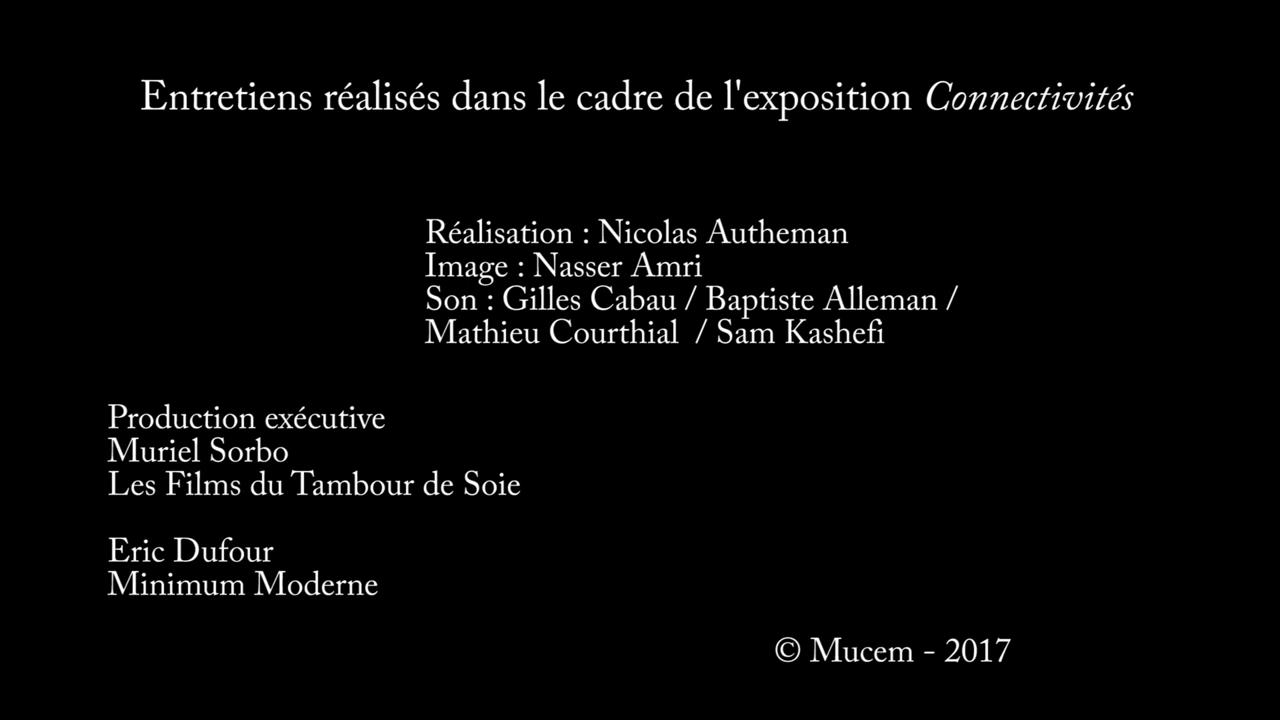 Entretiens réalisés dans le cadre de l'exposition Connectivités
Réalisation : Nicolas Autheman
Image : Nasser Amri
Son : Gilles Cabau / Baptiste Alleman /
Mathieu Courthial / Sam Kashefi
Production exécutive
Muriel Sorbo
Les Films du Tambour de Soie
Eric Dufour
Minimum Moderne
© Mucem - 2017